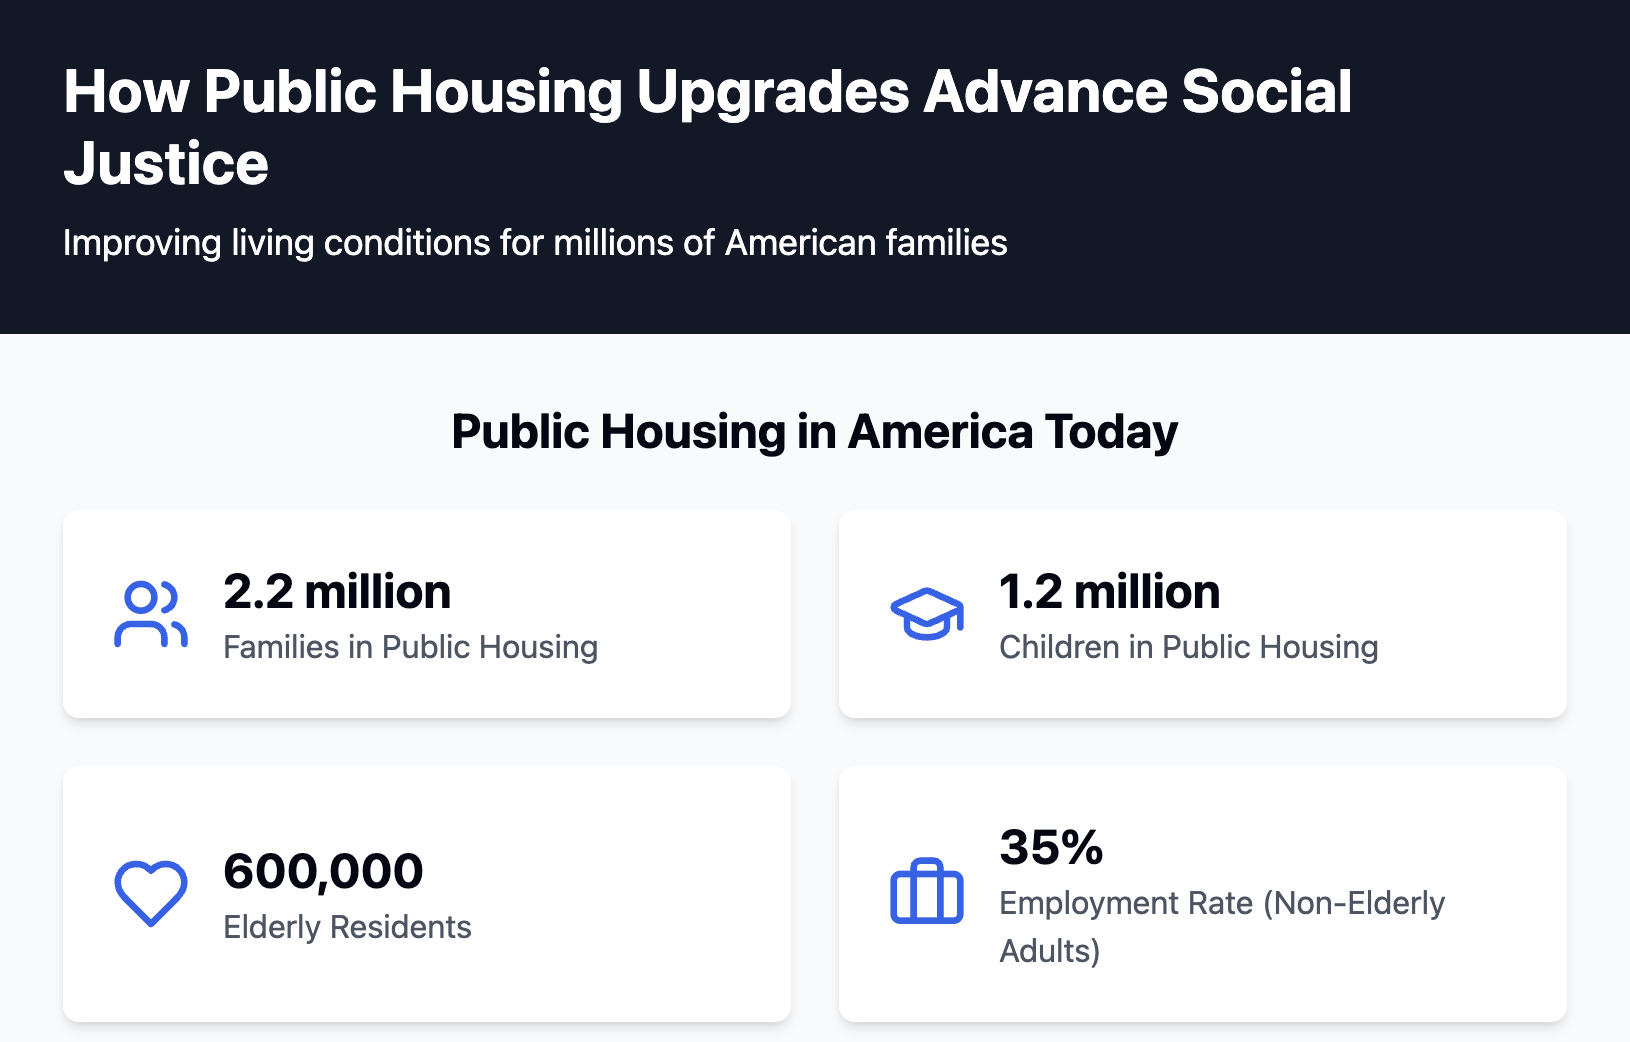 How Public Housing Upgrades Advance Social
Justice
Improving living conditions for millions of American families
Public Housing in America Today
2.2 million
Families in Public Housing
1.2 million
Children in Public Housing
600,000
Elderly Residents
35%
Employment Rate (Non-Elderly
Adults)